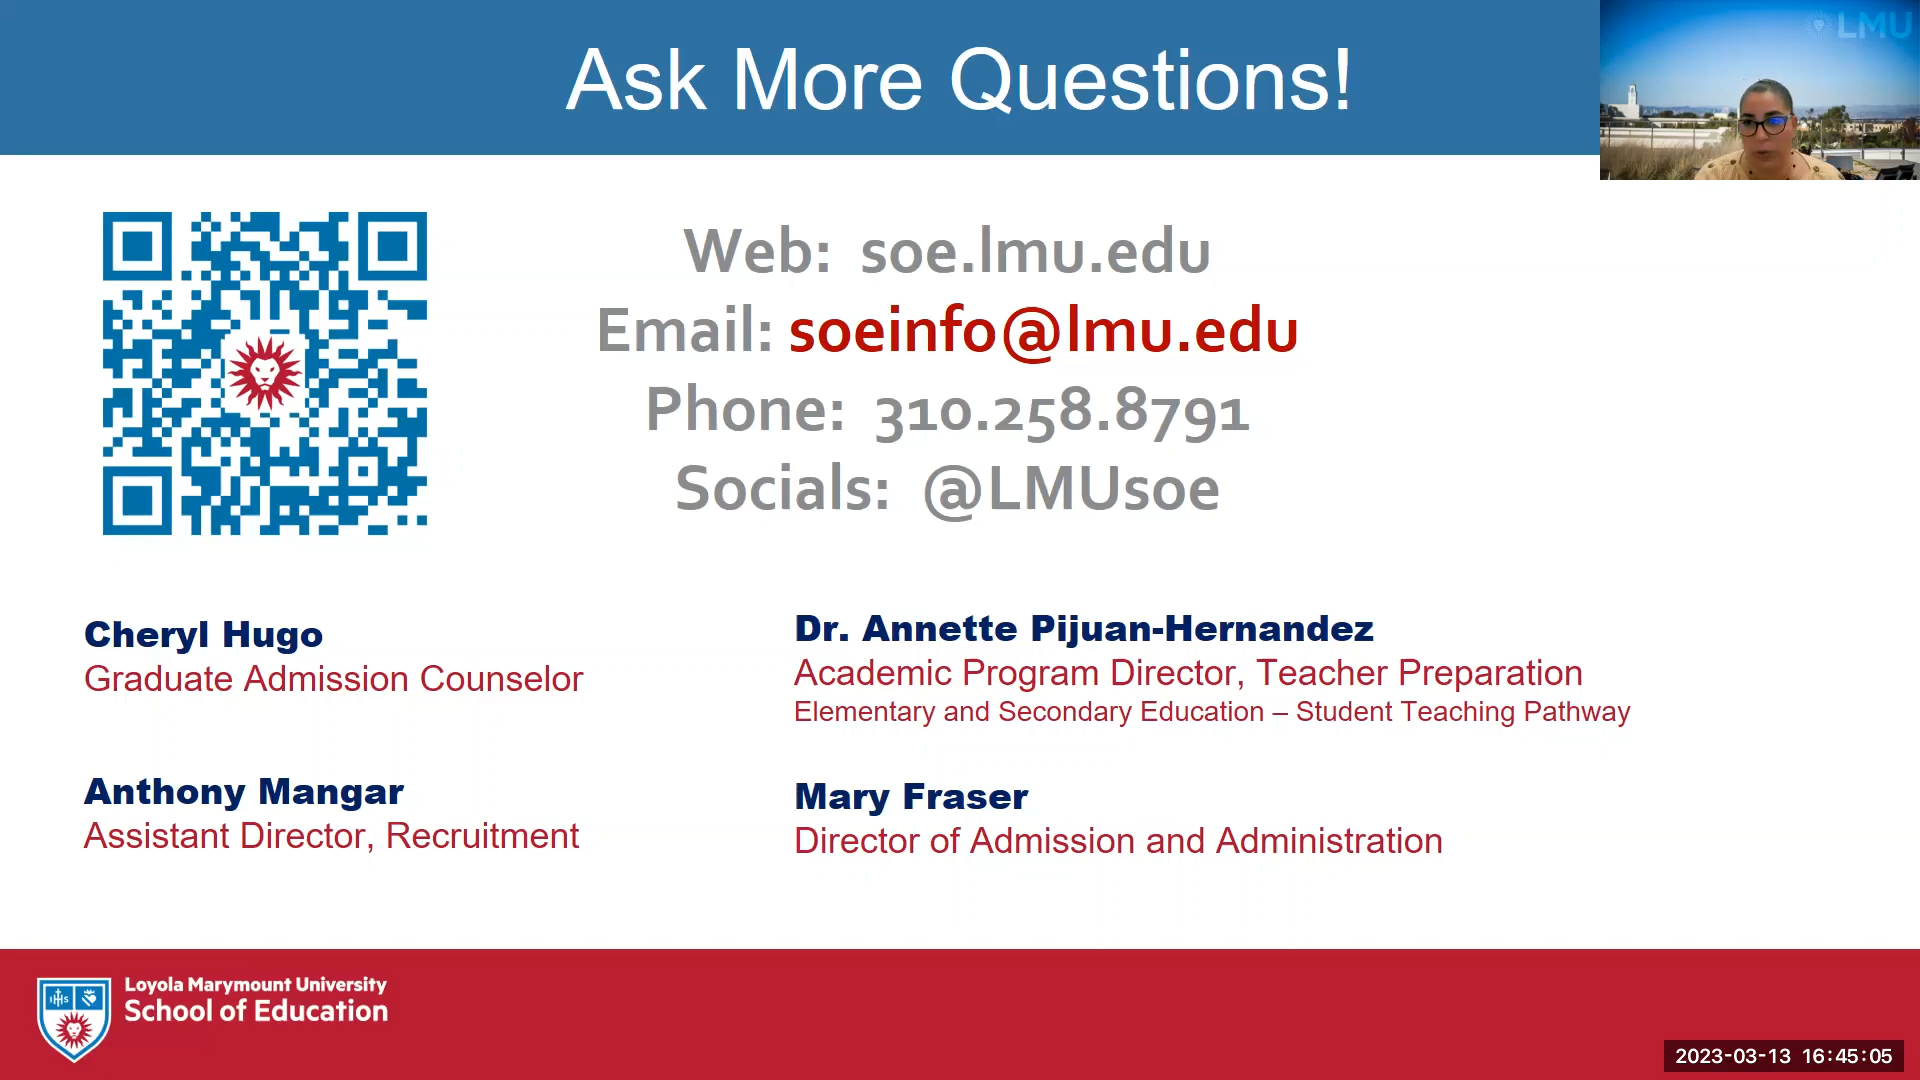 Ask More Questions!
LMU
Web: soe.lmu.edu
Email: soeinfo@lmu.edu
Phone: 310.258.8791
Socials: @LMUsoe
Cheryl Hugo
Graduate Admission Counselor
Dr. Annette Pijuan-Hernandez
Academic Program Director, Teacher Preparation
Elementary and Secondary Education – Student Teaching Pathway
Anthony Mangar
Assistant Director, Recruitment
Mary Fraser
Director of Admission and Administration
IHS
Loyola Marymount University
School of Education
2023-03-13 16:45:05